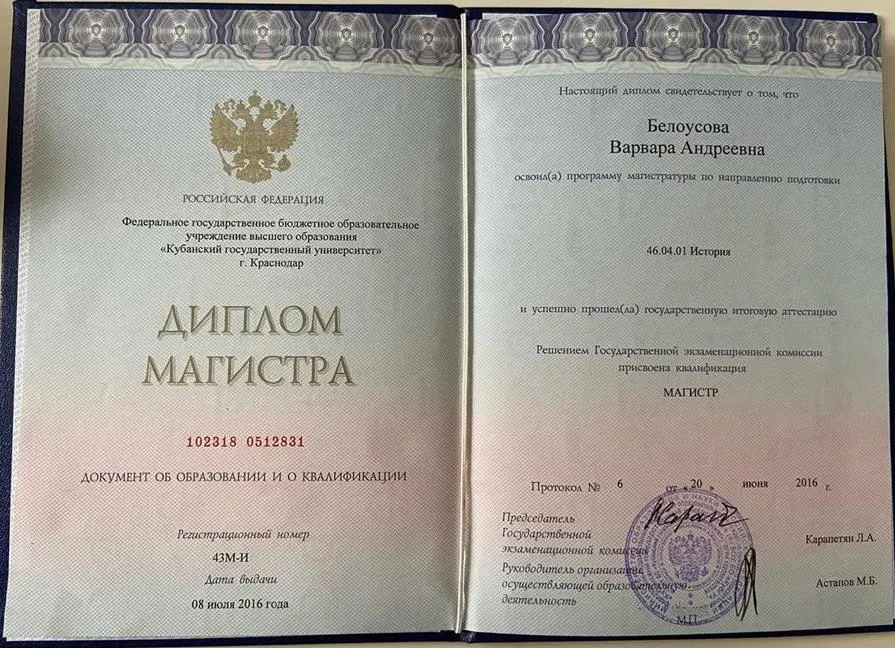 РОССИЙСКАЯ ФЕДЕРАЦИЯ
Федеральное государственное бюджетное образовательное
учреждение высшего образования
«Кубанский государственный университет»
г. Краснодар
ДИПЛОМ
МАГИСТРА
102318 0512831
ДОКУМЕНТ ОБ ОБРАЗОВАНИИ И О КВАЛИФИКАЦИИ
Регистрационный номер
43М-И
Дата выдачи
08 июля 2016 года
Настоящий диплом свидетельствует о том, что
Белоусова
Варвара Андреевна
освоил(а) программу магистратуры по направлению подготовки
46.04.01 История
и успешно прошел(ла) государственную итоговую аттестацию
Решением Государственной экзаменационной комиссии
присвоена квалификация
МАГИСТР
Протокол № 6 от « 20 » июня 2016 г.
Председатель
Государственной
экзаменационной комиссии
Карапетян Л.А.
Руководитель организации,
осуществляющей образовательную
деятельность
Астапов М.Б.
М.П.